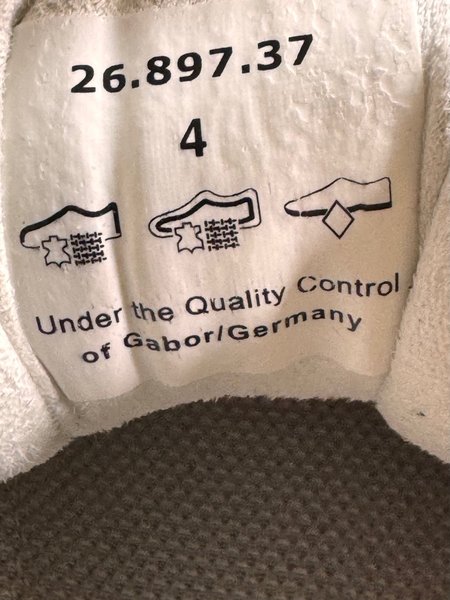 26.897.37
4
Under the Quality Control
of Gabor/Germany